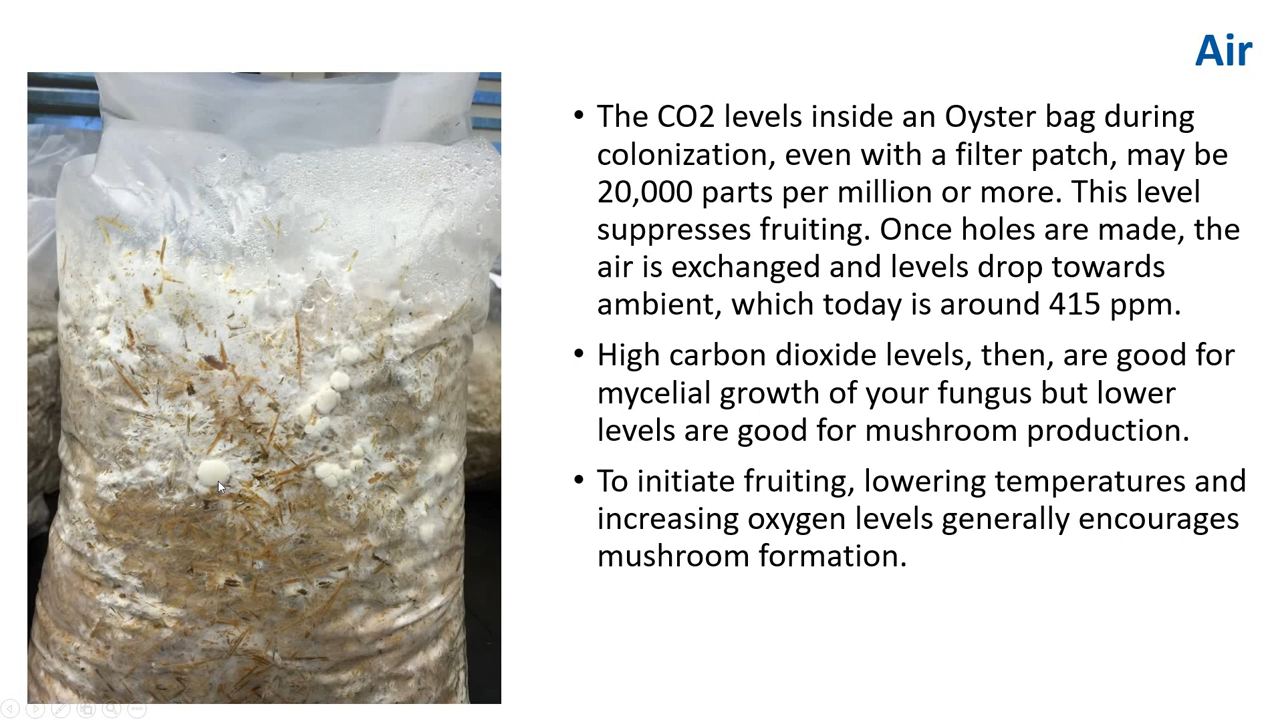 Air
• The CO2 levels inside an Oyster bag during
colonization, even with a filter patch, may be
20,000 parts per million or more. This level
suppresses fruiting. Once holes are made, the
air is exchanged and levels drop towards
ambient, which today is around 415 ppm.
• High carbon dioxide levels, then, are good for
mycelial growth of your fungus but lower
levels are good for mushroom production.
• To initiate fruiting, lowering temperatures and
increasing oxygen levels generally encourages
mushroom formation.